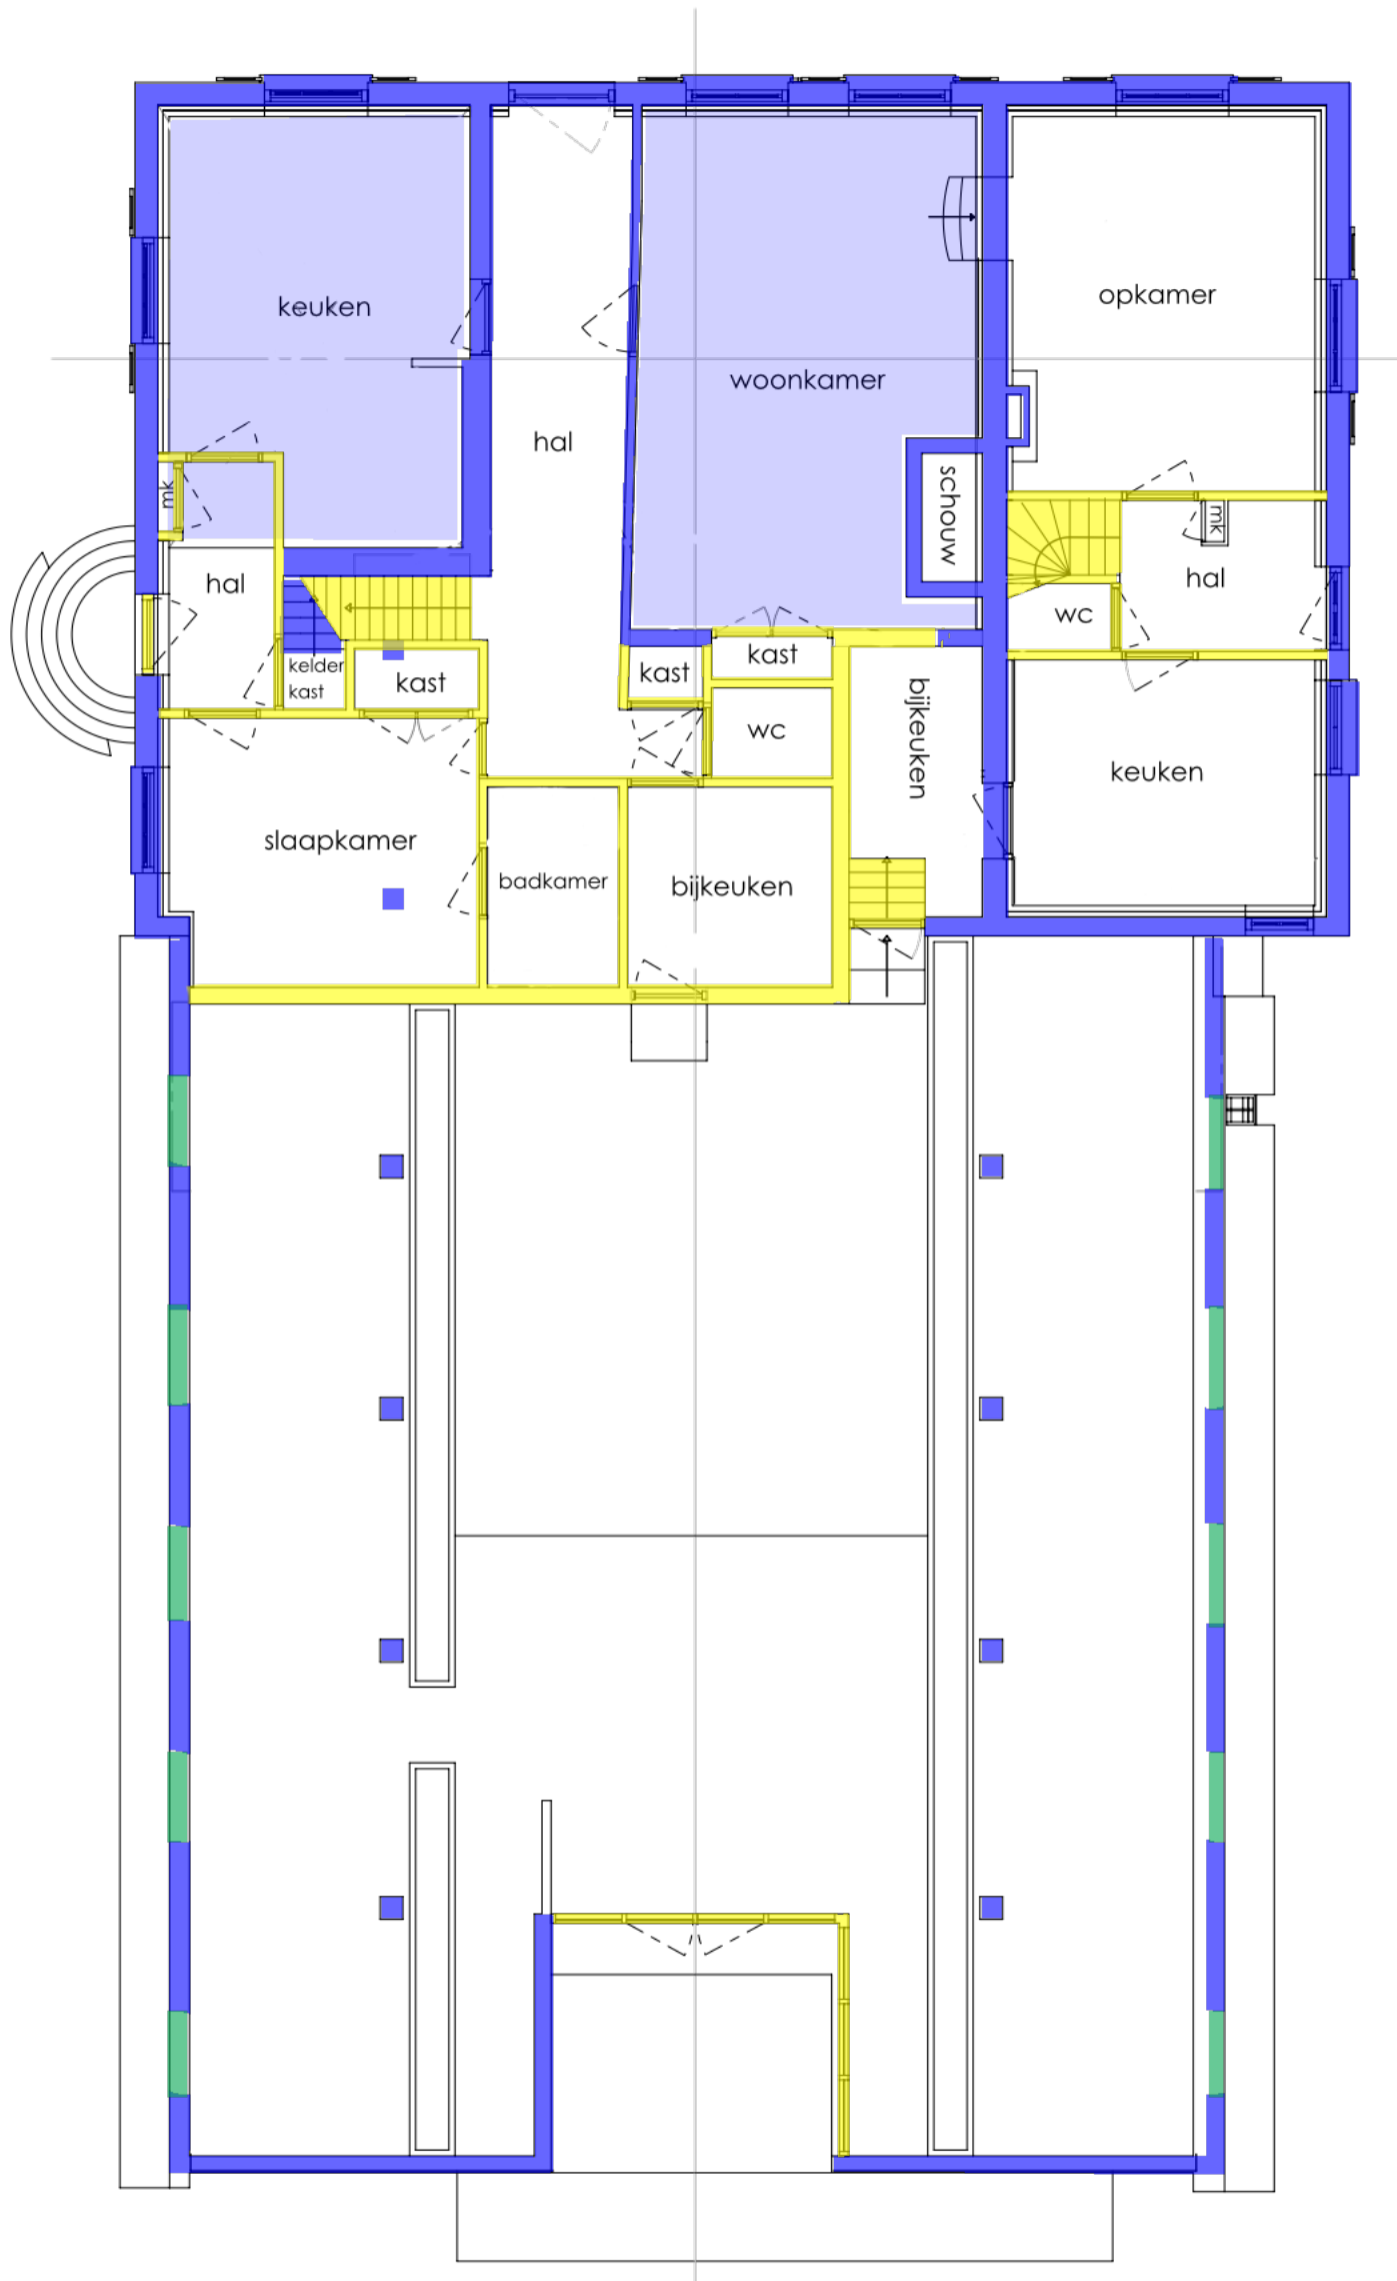 keuken
opkamer
woonkamer
hal
mk
schouw
mk
hal
hal
wc
kelder
kast
kast
kast
kast
bijkeuken
wc
keuken
slaapkamer
badkamer
bijkeuken